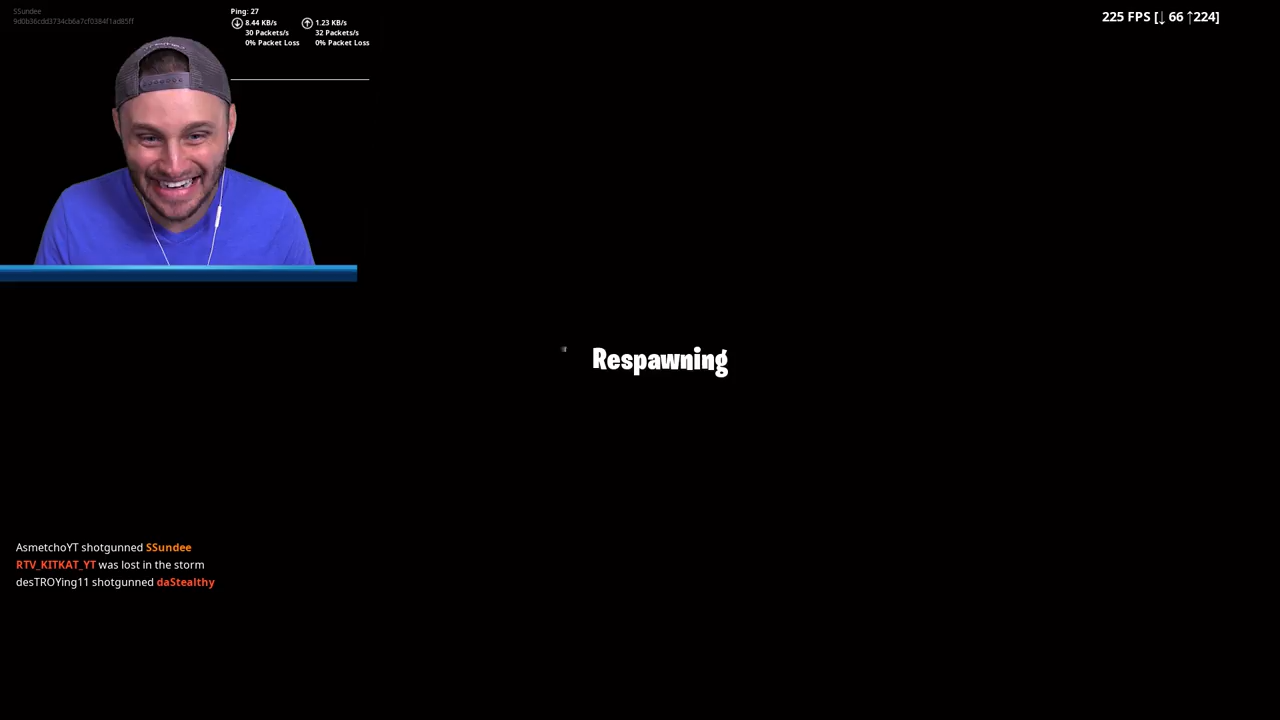 SSundee
9d0b36cdd3734cb6a7cf0384f1ad85ff
Ping: 27
8.44 KB/s 1.23 KB/s
30 Packets/s 32 Packets/s
0% Packet Loss 0% Packet Loss
225 FPS [↓ 66 ↑224]
Respawning
AsmetchoYT shotgunned SSundee
RTV_KITKAT_YT was lost in the storm
desTROYing11 shotgunned daStealthy